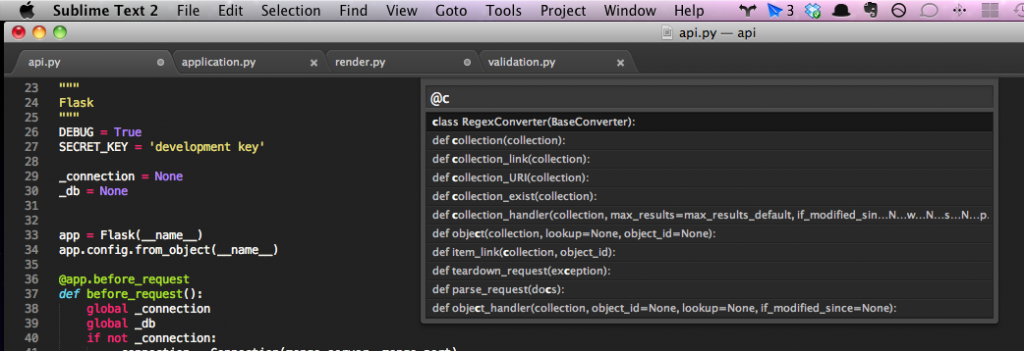 Sublime Text 2 File Edit Selection Find View Goto Tools Project Window Help 3
api.py — api
api.py application.py render.py validation.py
@c
class RegexConverter(BaseConverter):
def collection(collection):
def collection_link(collection):
def collection_URI(collection):
def collection_exist(collection):
def collection_handler(collection, max_results=max_results_default, if_modified_sin...N...w...N...s...N...p.
def object(collection, lookup=None, object_id=None):
def item_link(collection, object_id):
def teardown_request(exception):
def parse_request(docs):
def object_handler(collection, object_id=None, lookup=None, if_modified_since=None):
23 """
24 Flask
25 """
26 DEBUG = True
27 SECRET_KEY = 'development key'
28
29 _connection = None
30 _db = None
31
32
33 app = Flask(__name__)
34 app.config.from_object(__name__)
35
36 @app.before_request
37 def before_request():
38 global _connection
39 global _db
40 if not _connection:
41